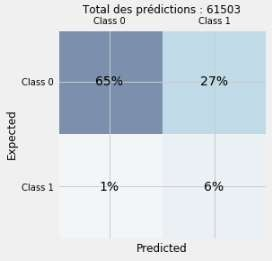 Total des prédictions : 61503
Class 0 Class 1
Class 0 65% 27%
Expected
Class 1 1% 6%
Predicted